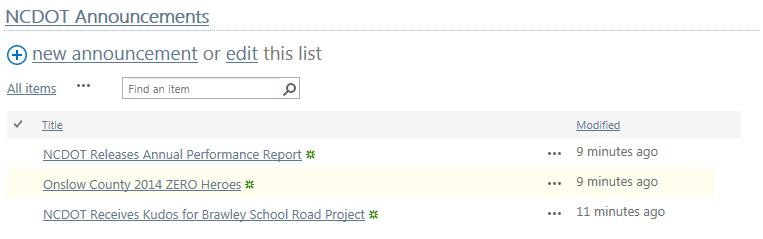 NCDOT Announcements
new announcement or edit this list
All items ••• Find an item
Title Modified
NCDOT Releases Annual Performance Report ••• 9 minutes ago
Onslow County 2014 ZERO Heroes ••• 9 minutes ago
NCDOT Receives Kudos for Brawley School Road Project ••• 11 minutes ago